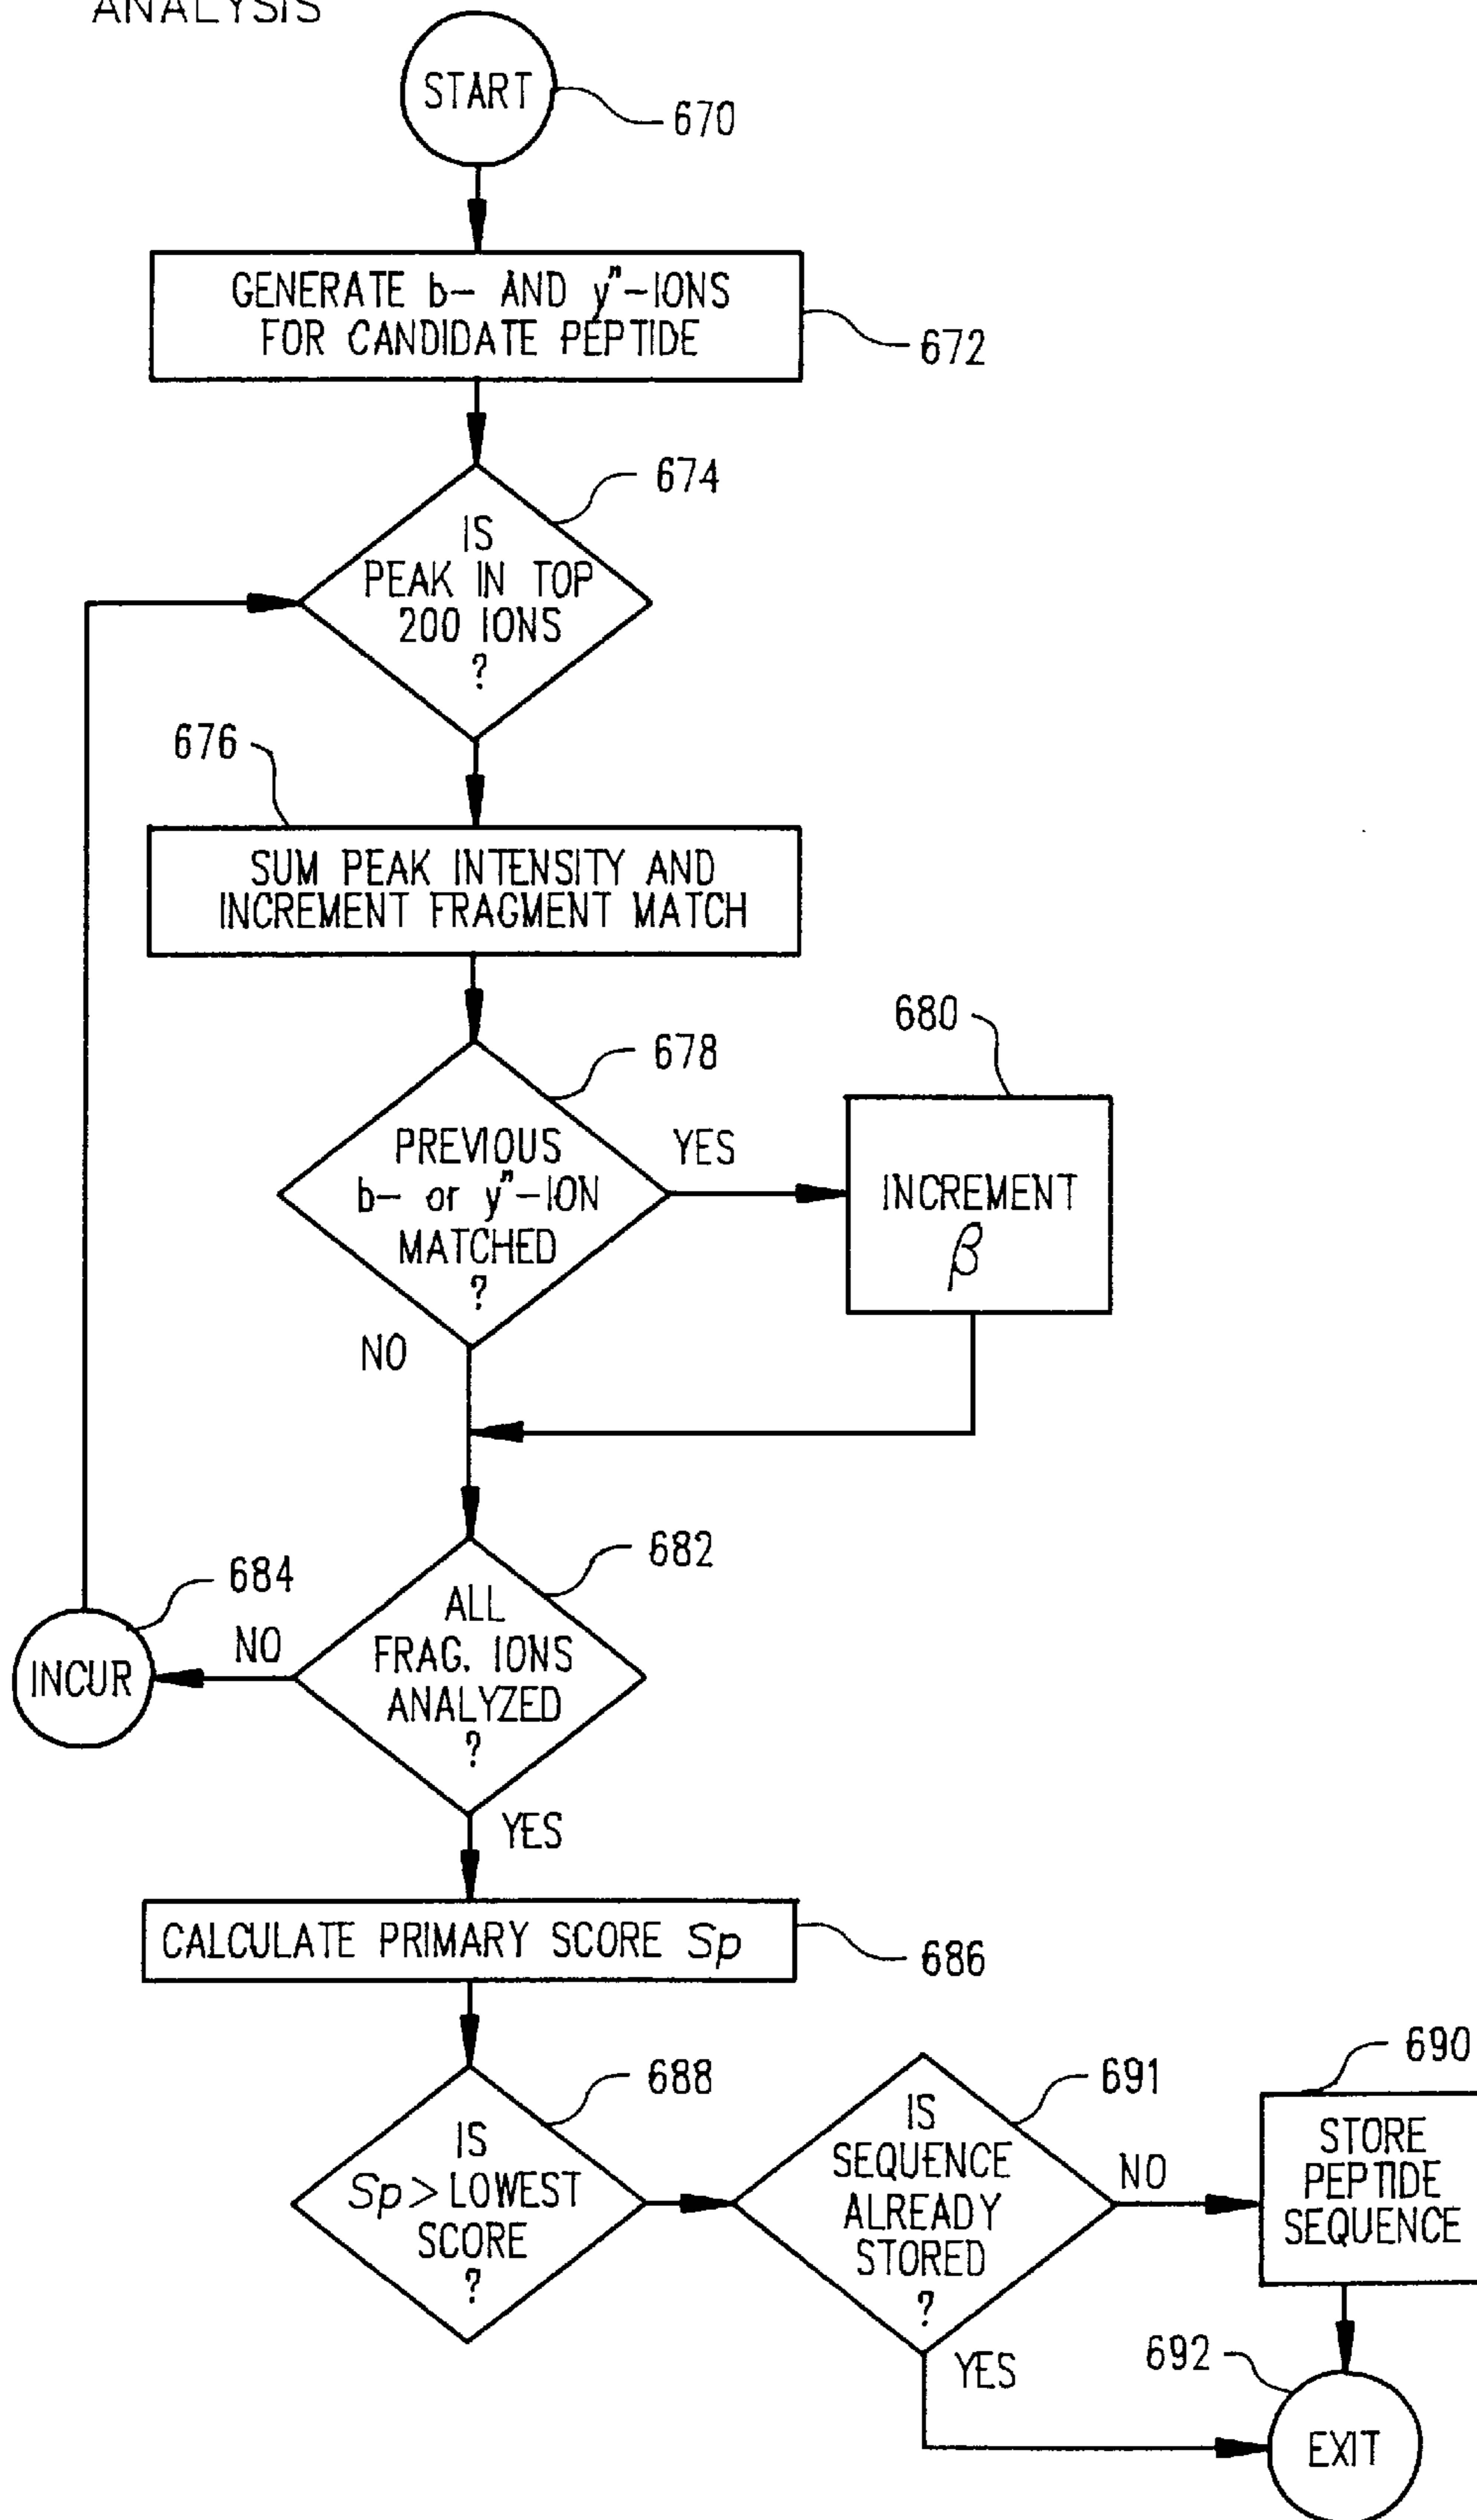 ANALYSIS
START
670
GENERATE b- AND y"-IONS
FOR CANDIDATE PEPTIDE
672
674
IS
PEAK IN TOP
200 IONS
?
676
SUM PEAK INTENSITY AND
INCREMENT FRAGMENT MATCH
678
PREVIOUS
b- or y"-ION
MATCHED
?
YES
NO
680
INCREMENT
β
682
ALL
FRAG. IONS
ANALYZED
?
684
NO
INCUR
YES
CALCULATE PRIMARY SCORE Sp
686
688
IS
Sp > LOWEST
SCORE
?
691
IS
SEQUENCE
ALREADY
STORED
?
NO
YES
690
STORE
PEPTIDE
SEQUENCE
692
EXIT